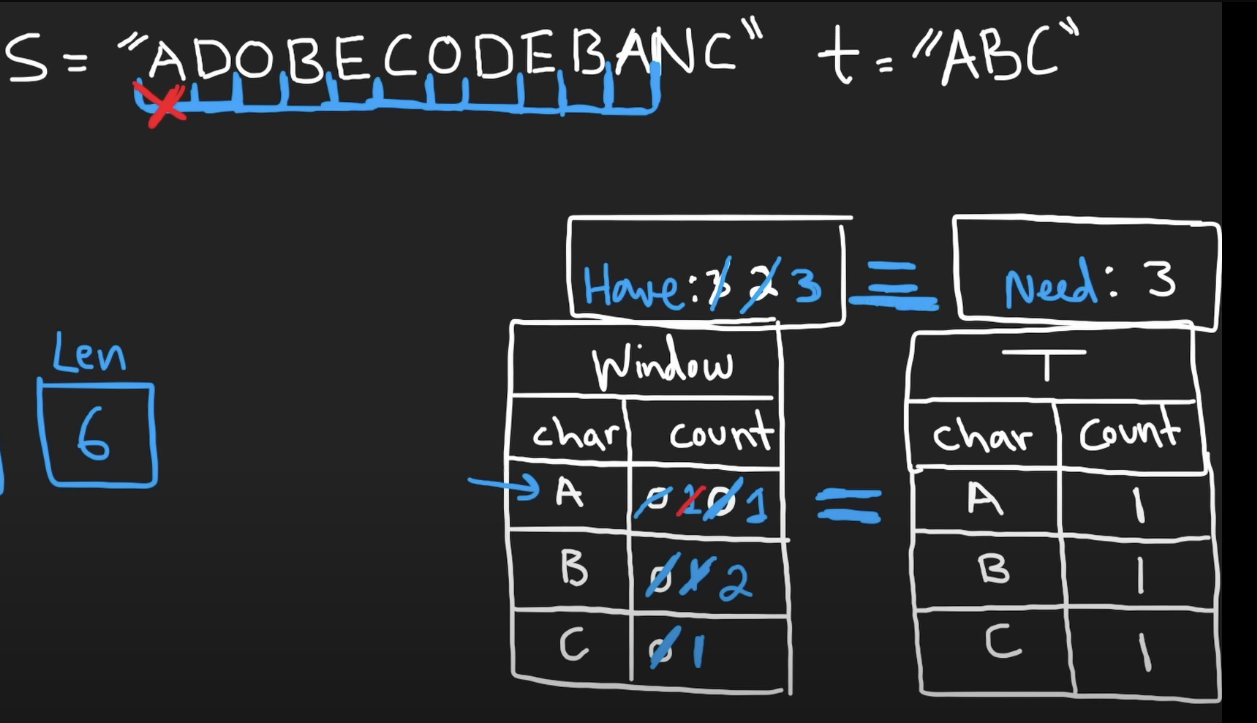 S = "ADOBECODEBANC" t = "ABC"
Have: 3 2 3 Need: 3
Len
6
Window T
char count char count
A 0 1 0 1 = A 1
B 0 1 2 B 1
C 0 1 C 1